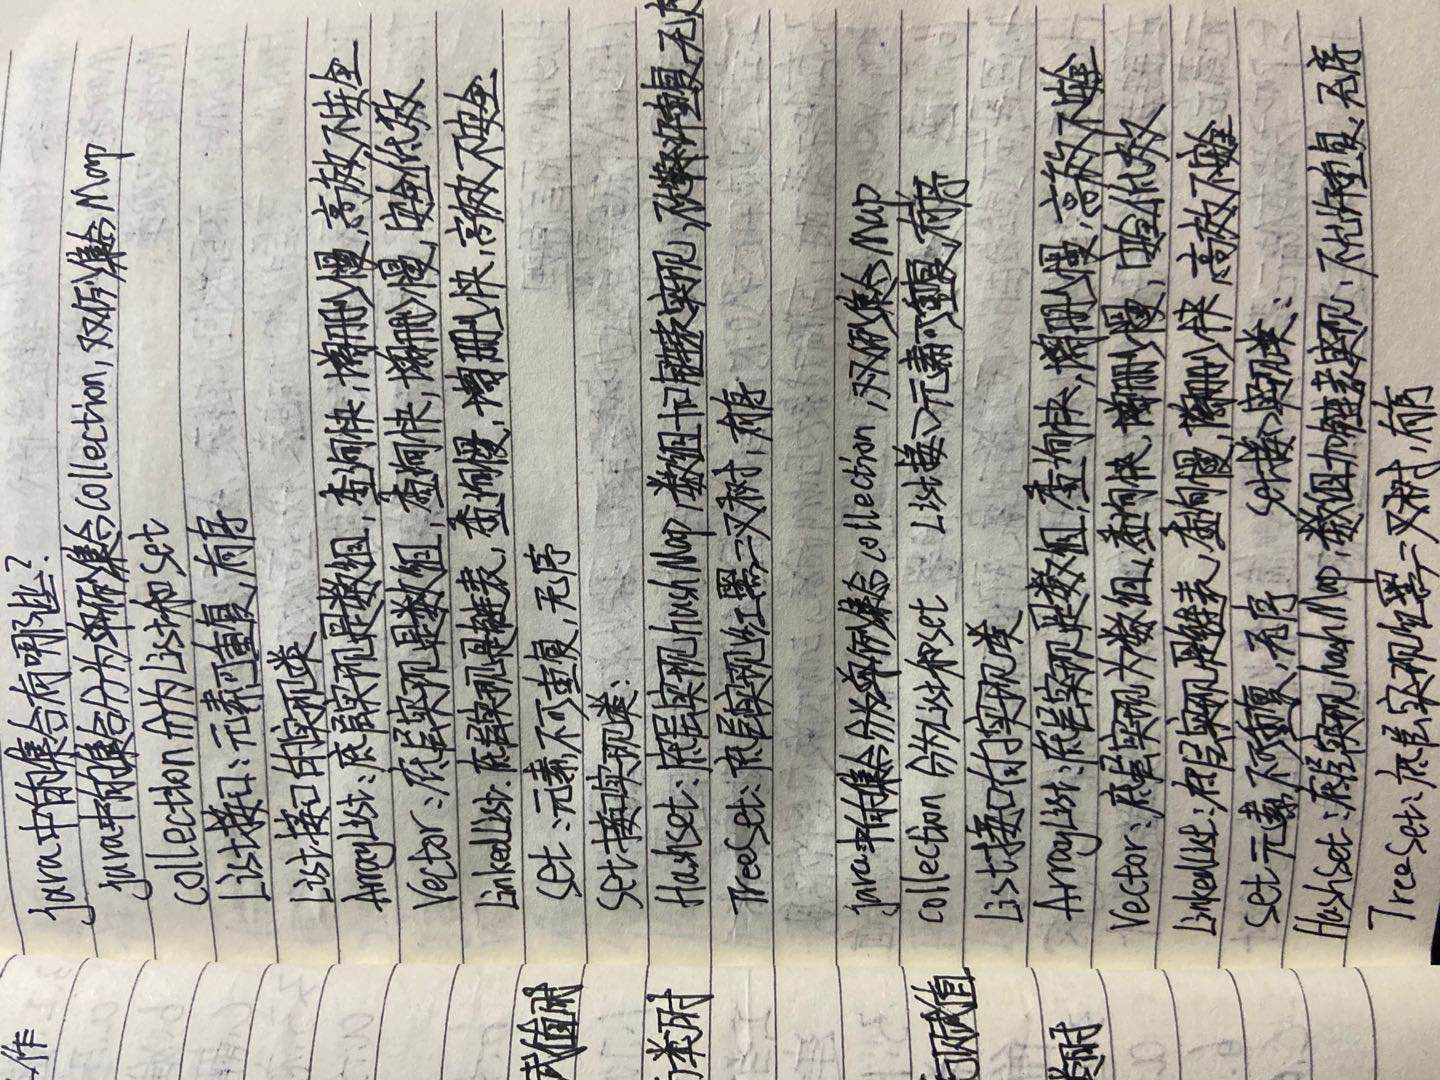 作
java中的集合有哪些?
java中的集合分为单例集合collection,双例集合Map
collection分为List和set
List接口:元素可重复,有序
List接口的实现类
ArrayList:底层实现是数组,查询快,增删慢,高效不安全
Vector:底层实现是数组,查询快,增删慢,安全低效
LinkedList:底层实现是链表,查询慢,增删快,高效不安全
set:元素不可重复,无序
式值时
set接口实现类:
Hashset:底层实现hashMap,数组加链表实现,不允许重复,无序
类时
TreeSet:底层实现红黑二叉树,有序
java中的集合分为单例集合collection,双例集合Map
collection 分为List和set List接口元素可重复,有序
赋值
List接口的实现类
ArrayList:底层实现是数组,查询快,增删慢,高效不安全
类时
Vector:底层实现为数组,查询快,增删慢,安全低效
LinkedList:底层实现是链表,查询慢,增删快,高效不安全
set元素不可重复,无序 set接口实现类:
HashSet:底层实现hashMap,数组加链表实现,不允许重复,无序
TreeSet:底层实现红黑二叉树,有序